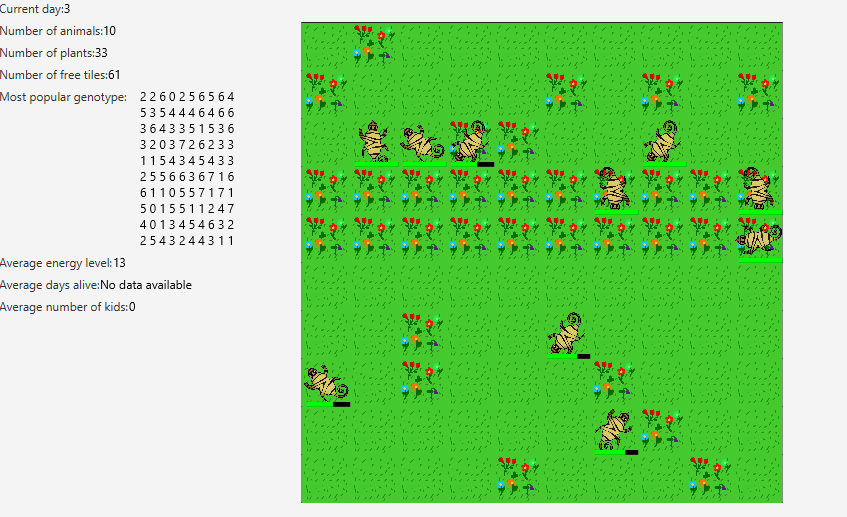 Current day:3
Number of animals:10
Number of plants:33
Number of free tiles:61
Most popular genotype: 2 2 6 0 2 5 6 5 6 4
5 3 5 4 4 4 6 4 6 6
3 6 4 3 3 5 1 5 3 6
3 2 0 3 7 2 6 2 3 3
1 1 5 4 3 4 5 4 3 3
2 5 5 6 6 3 6 7 1 6
6 1 1 0 5 5 7 1 7 1
5 0 1 5 5 1 1 2 4 7
4 0 1 3 4 5 4 6 3 2
2 5 4 3 2 4 4 3 1 1
Average energy level:13
Average days alive:No data available
Average number of kids:0